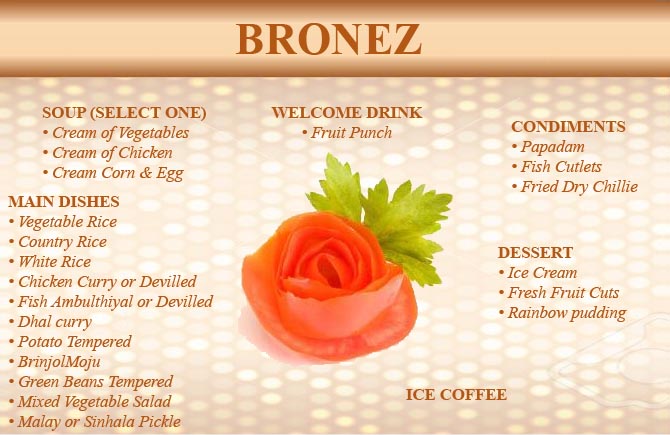 BRONEZ
SOUP (SELECT ONE)
• Cream of Vegetables
• Cream of Chicken
• Cream Corn & Egg
WELCOME DRINK
• Fruit Punch
CONDIMENTS
• Papadam
• Fish Cutlets
• Fried Dry Chillie
MAIN DISHES
• Vegetable Rice
• Country Rice
• White Rice
• Chicken Curry or Devilled
• Fish Ambulthiyal or Devilled
• Dhal curry
• Potato Tempered
• BrinjolMoju
• Green Beans Tempered
• Mixed Vegetable Salad
• Malay or Sinhala Pickle
DESSERT
• Ice Cream
• Fresh Fruit Cuts
• Rainbow pudding
ICE COFFEE